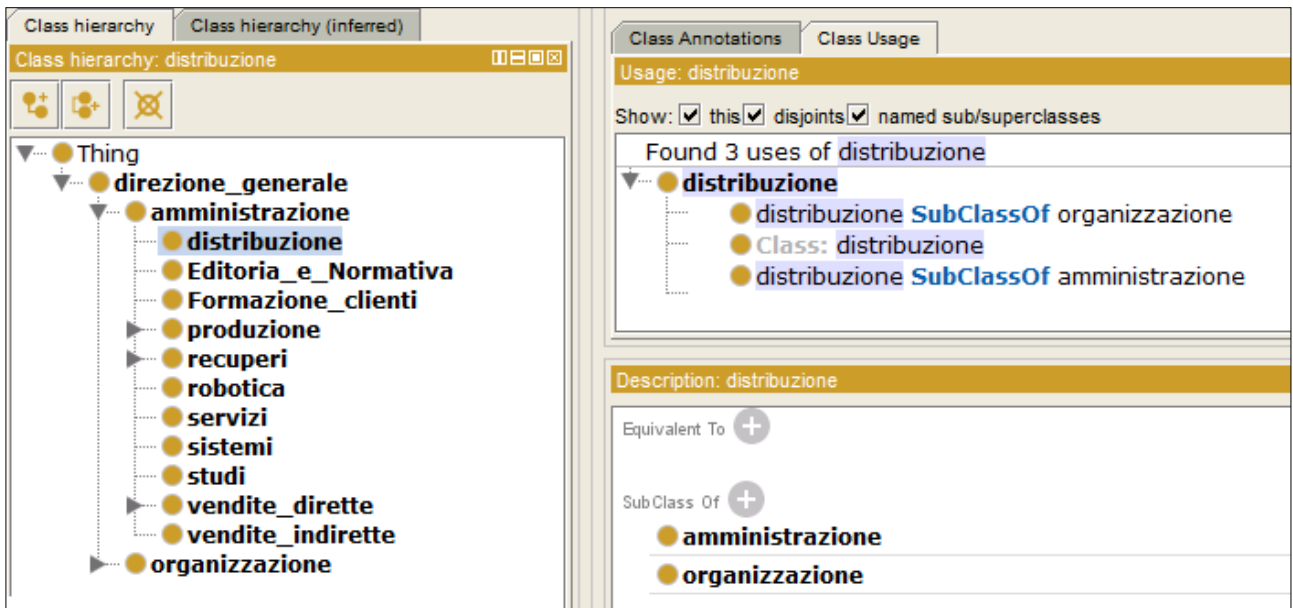 Class hierarchy
Class hierarchy (inferred)
Class hierarchy: distribuzione
Thing
direzione_generale
amministrazione
distribuzione
Editoria_e_Normativa
Formazione_clienti
produzione
recuperi
robotica
servizi
sistemi
studi
vendite_dirette
vendite_indirette
organizzazione
Class Annotations
Class Usage
Usage: distribuzione
Show: this disjoints named sub/superclasses
Found 3 uses of distribuzione
distribuzione
distribuzione SubClassOf organizzazione
Class: distribuzione
distribuzione SubClassOf amministrazione
Description: distribuzione
Equivalent To
SubClass Of
amministrazione
organizzazione